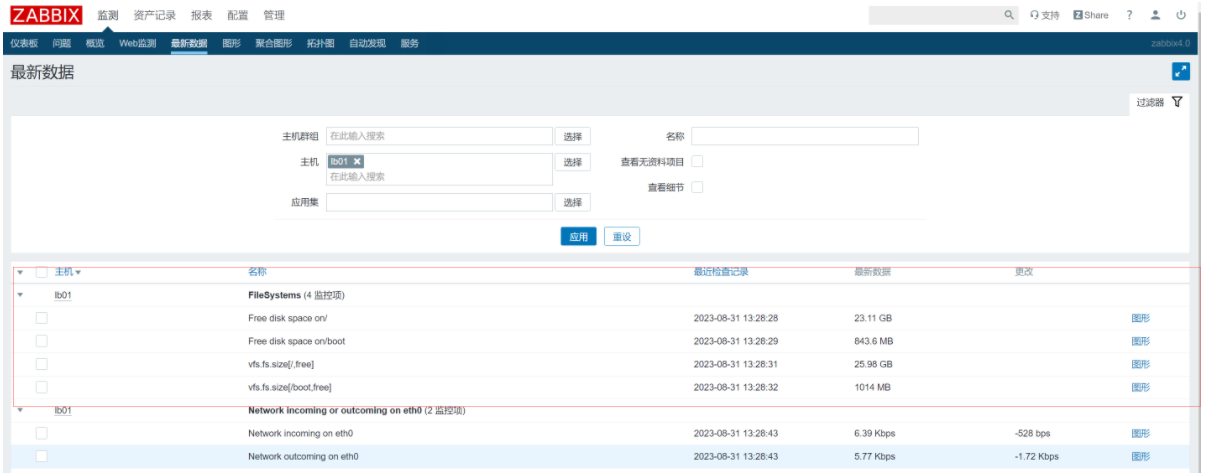 ZABBIX 监测 资产记录 报表 配置 管理 支持 Z Share ?
仪表板 问题 概览 Web监测 最新数据 图形 聚合图形 拓扑图 自动发现 服务 zabbix4.0
最新数据
过滤器
主机群组 在此输入搜索 选择 名称
主机 lb01 × 选择 查看无资料项目
在此输入搜索
查看细节
应用集 选择
应用 重设
主机 名称 最近检查记录 最新数据 更改
lb01 FileSystems (4 监控项)
Free disk space on/ 2023-08-31 13:28:28 23.11 GB 图形
Free disk space on/boot 2023-08-31 13:28:29 843.6 MB 图形
vfs.fs.size[/,free] 2023-08-31 13:28:31 25.98 GB 图形
vfs.fs.size[/boot,free] 2023-08-31 13:28:32 1014 MB 图形
lb01 Network incoming or outcoming on eth0 (2 监控项)
Network incoming on eth0 2023-08-31 13:28:43 6.39 Kbps -528 bps 图形
Network outcoming on eth0 2023-08-31 13:28:43 5.77 Kbps -1.72 Kbps 图形